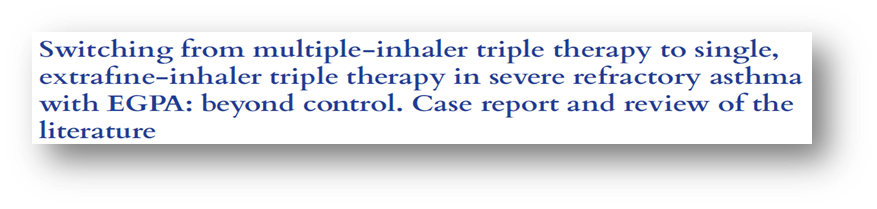 Switching from multiple-inhaler triple therapy to single,
extrafine-inhaler triple therapy in severe refractory asthma
with EGPA: beyond control. Case report and review of the
literature